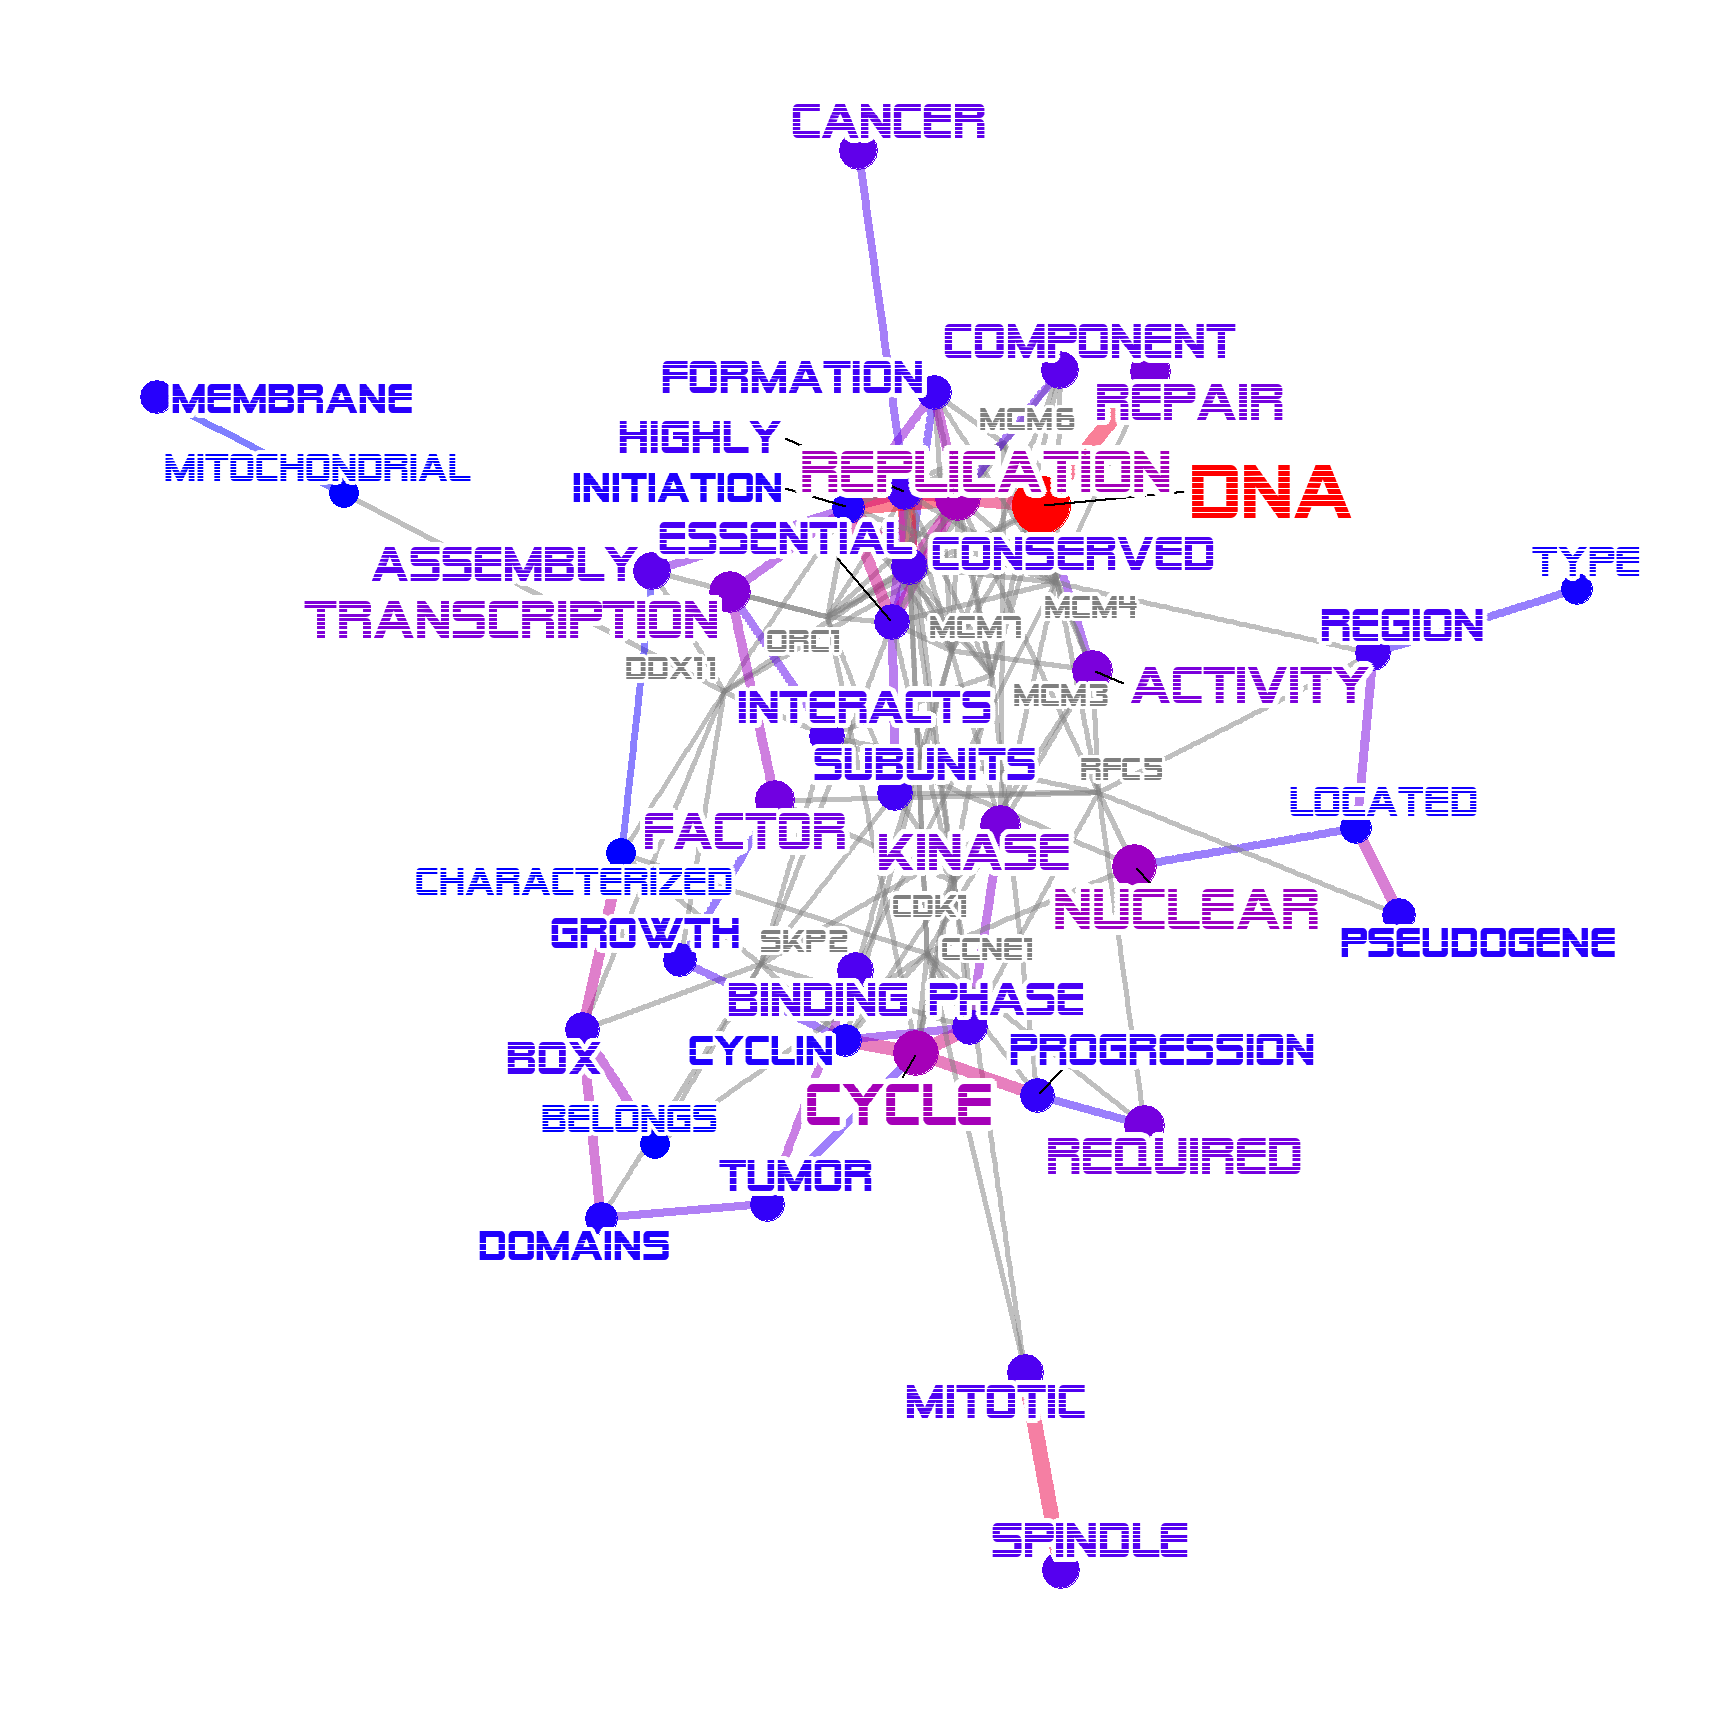 CANCER
COMPONENT
FORMATION
REPAIR
MEMBRANE
MCM6
HIGHLY
MITOCHONDRIAL
REPLICATION
DNA
INITIATION
ESSENTIAL
CONSERVED
ASSEMBLY
TYPE
TRANSCRIPTION
MCM4
REGION
MCM7
ORC1
DDX11
ACTIVITY
MCM3
INTERACTS
SUBUNITS
RFC5
LOCATED
FACTOR
KINASE
CHARACTERIZED
CDK1
NUCLEAR
GROWTH
SKP2
CCNE1
PSEUDOGENE
BINDING
PHASE
CYCLIN
PROGRESSION
BOX
CYCLE
BELONGS
REQUIRED
TUMOR
DOMAINS
MITOTIC
SPINDLE